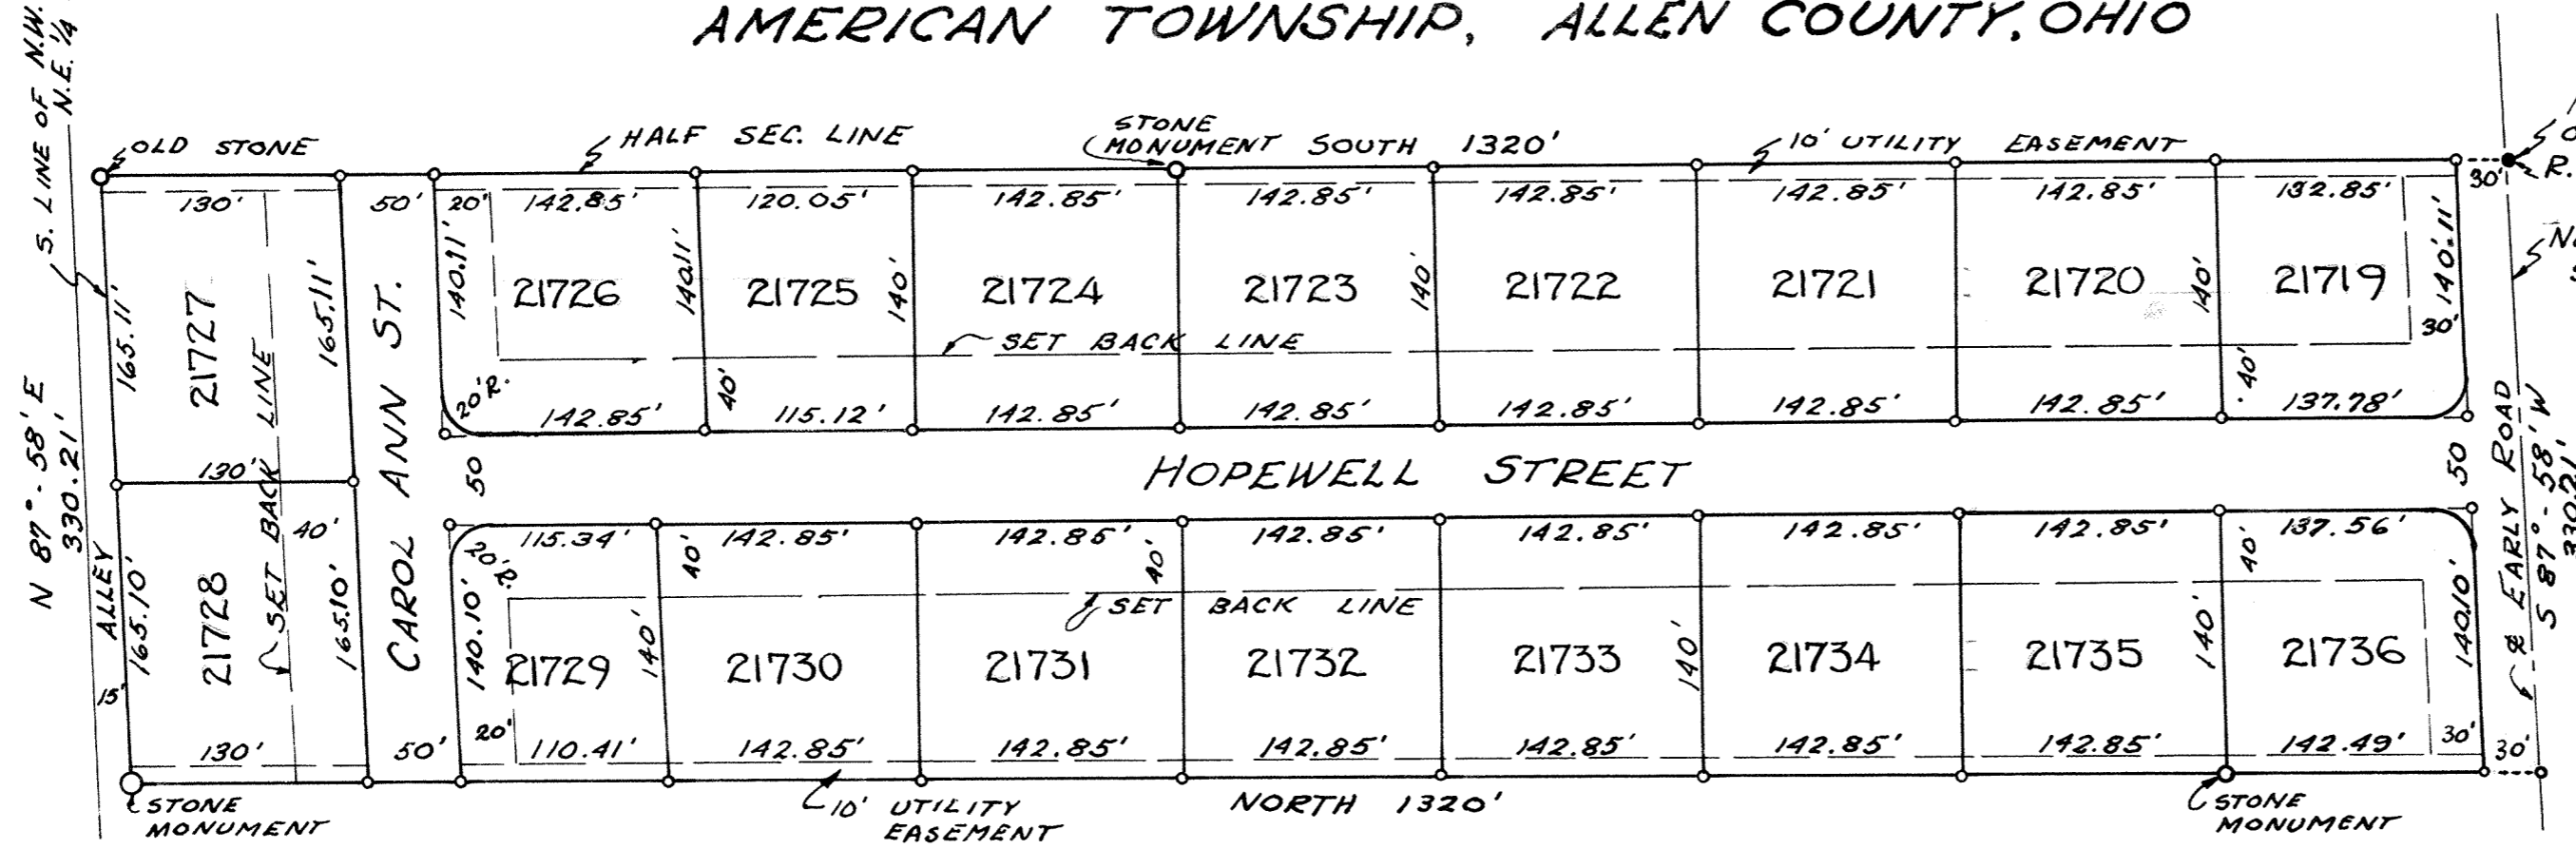 AMERICAN TOWNSHIP, ALLEN COUNTY, OHIO
S. LINE OF N.W.
N.E. 1/4
OLD STONE
HALF SEC. LINE
STONE
MONUMENT SOUTH 1320'
10' UTILITY EASEMENT
R.
130' 50' 20' 142.85' 120.05' 142.85' 142.85' 142.85' 142.85' 142.85' 132.85' 30'
165.11' 165.11' 140.11' 140.11' 140' 140' 140' 140.11'
21727
21726 21725 21724 21723 21722 21721 21720 21719
30'
SET BACK LINE
SET BACK LINE
20'R. 40' 40'
142.85' 115.12' 142.85' 142.85' 142.85' 142.85' 142.85' 137.78'
CAROL ANN ST.
N 87°-58' E
330.21'
130'
50
HOPEWELL STREET
50
℄ EARLY ROAD
S 87°-58' W
330.21'
40'
115.34' 142.85' 142.85' 142.85' 142.85' 142.85' 142.85' 137.56'
20'R. 40' 40' 40'
SET BACK LINE
SET BACK LINE
ALLEY
15'
165.10' 165.10' 140.10' 140' 140' 140' 140.10'
21728
21729 21730 21731 21732 21733 21734 21735 21736
130' 50' 20' 110.41' 142.85' 142.85' 142.85' 142.85' 142.85' 142.85' 142.49' 30' 30'
STONE
MONUMENT
10' UTILITY
EASEMENT
NORTH 1320'
STONE
MONUMENT